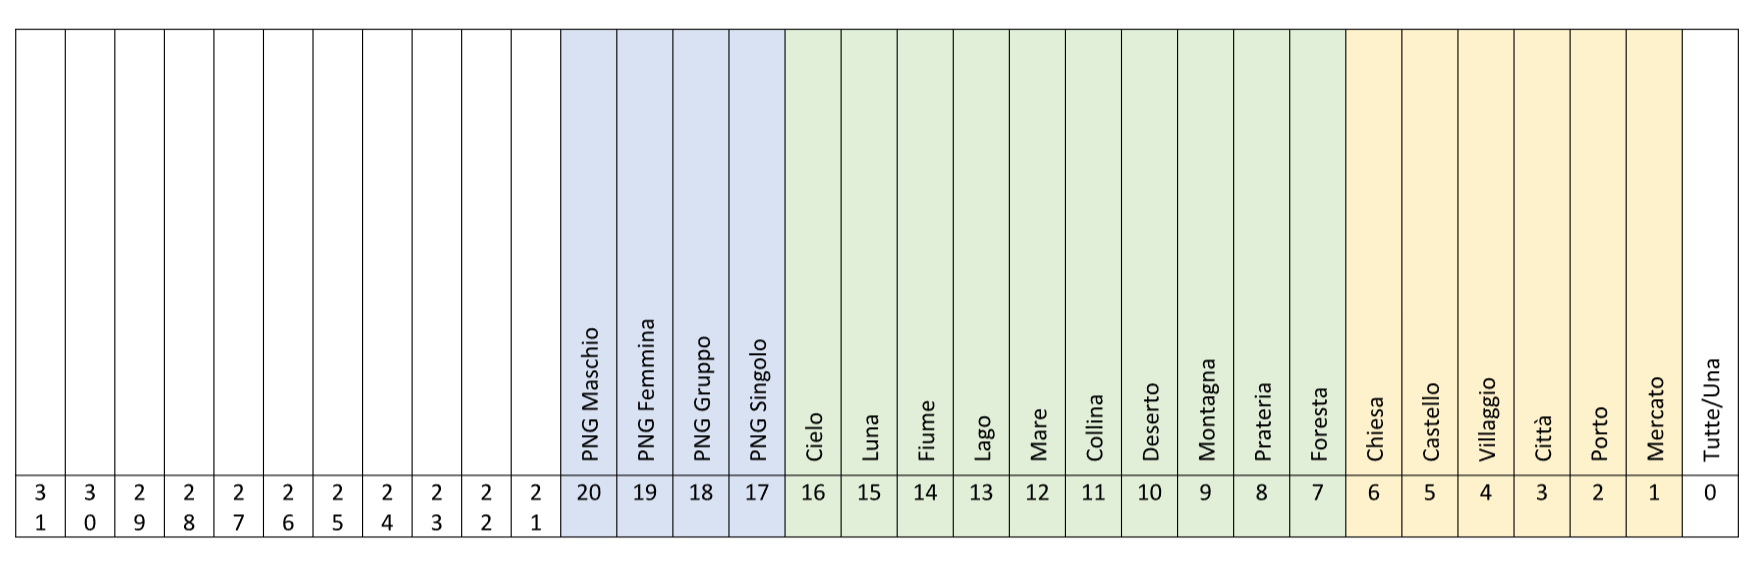 PNG Maschio
PNG Femmina
PNG Gruppo
PNG Singolo
Cielo
Luna
Fiume
Lago
Mare
Collina
Deserto
Montagna
Prateria
Foresta
Chiesa
Castello
Villaggio
Città
Porto
Mercato
Tutte/Una
31 30 29 28 27 26 25 24 23 22 21 20 19 18 17 16 15 14 13 12 11 10 9 8 7 6 5 4 3 2 1 0